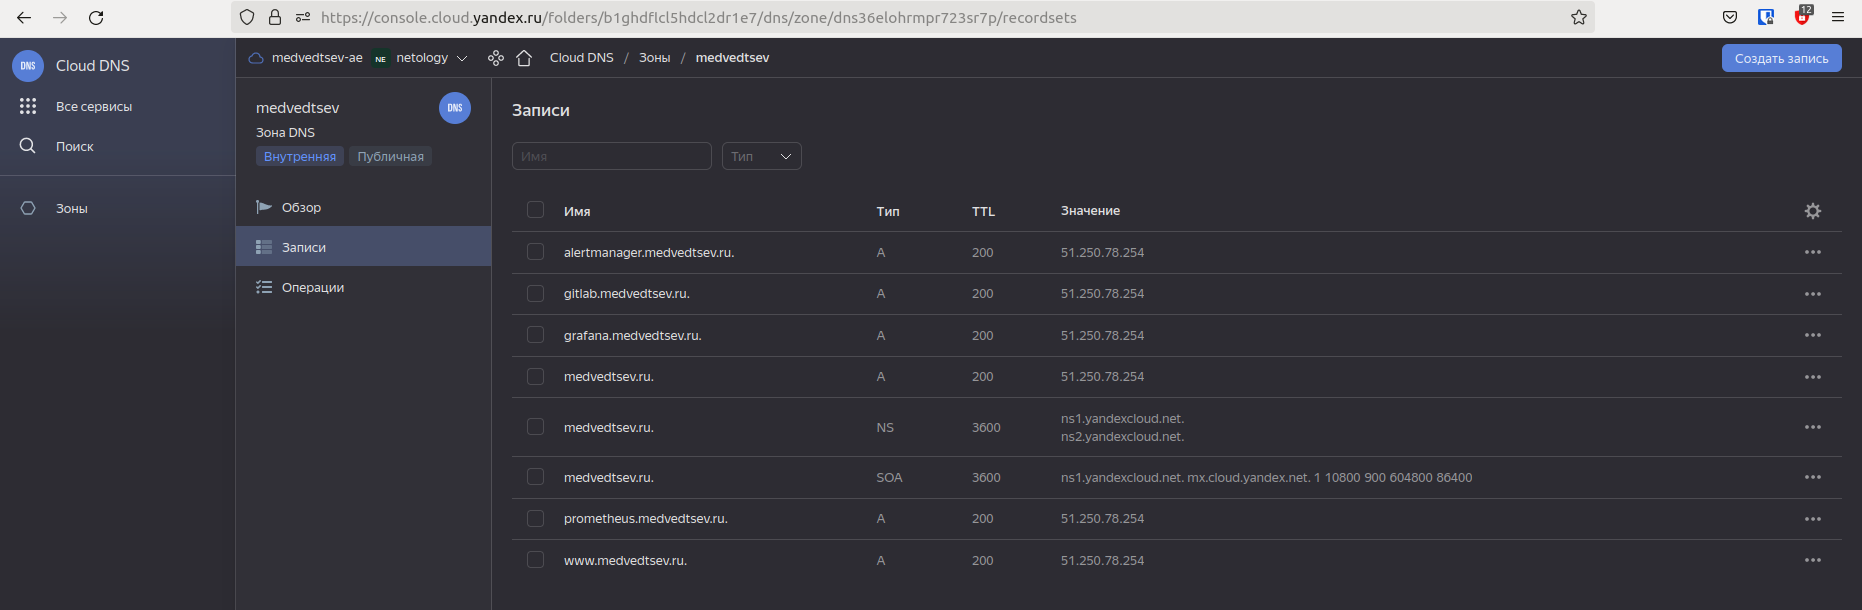 https://console.cloud.yandex.ru/folders/b1ghdflcl5hdcl2dr1e7/dns/zone/dns36elohrmpr723sr7p/recordsets
12
DNS Cloud DNS
Все сервисы
Поиск
Зоны
medvedtsev-ae NE netology Cloud DNS / Зоны / medvedtsev
Создать запись
medvedtsev DNS
Зона DNS
Внутренняя Публичная
Обзор
Записи
Операции
Записи
Имя Тип
Имя Тип TTL Значение
alertmanager.medvedtsev.ru. A 200 51.250.78.254
gitlab.medvedtsev.ru. A 200 51.250.78.254
grafana.medvedtsev.ru. A 200 51.250.78.254
medvedtsev.ru. A 200 51.250.78.254
medvedtsev.ru. NS 3600 ns1.yandexcloud.net.
ns2.yandexcloud.net.
medvedtsev.ru. SOA 3600 ns1.yandexcloud.net. mx.cloud.yandex.net. 1 10800 900 604800 86400
prometheus.medvedtsev.ru. A 200 51.250.78.254
www.medvedtsev.ru. A 200 51.250.78.254